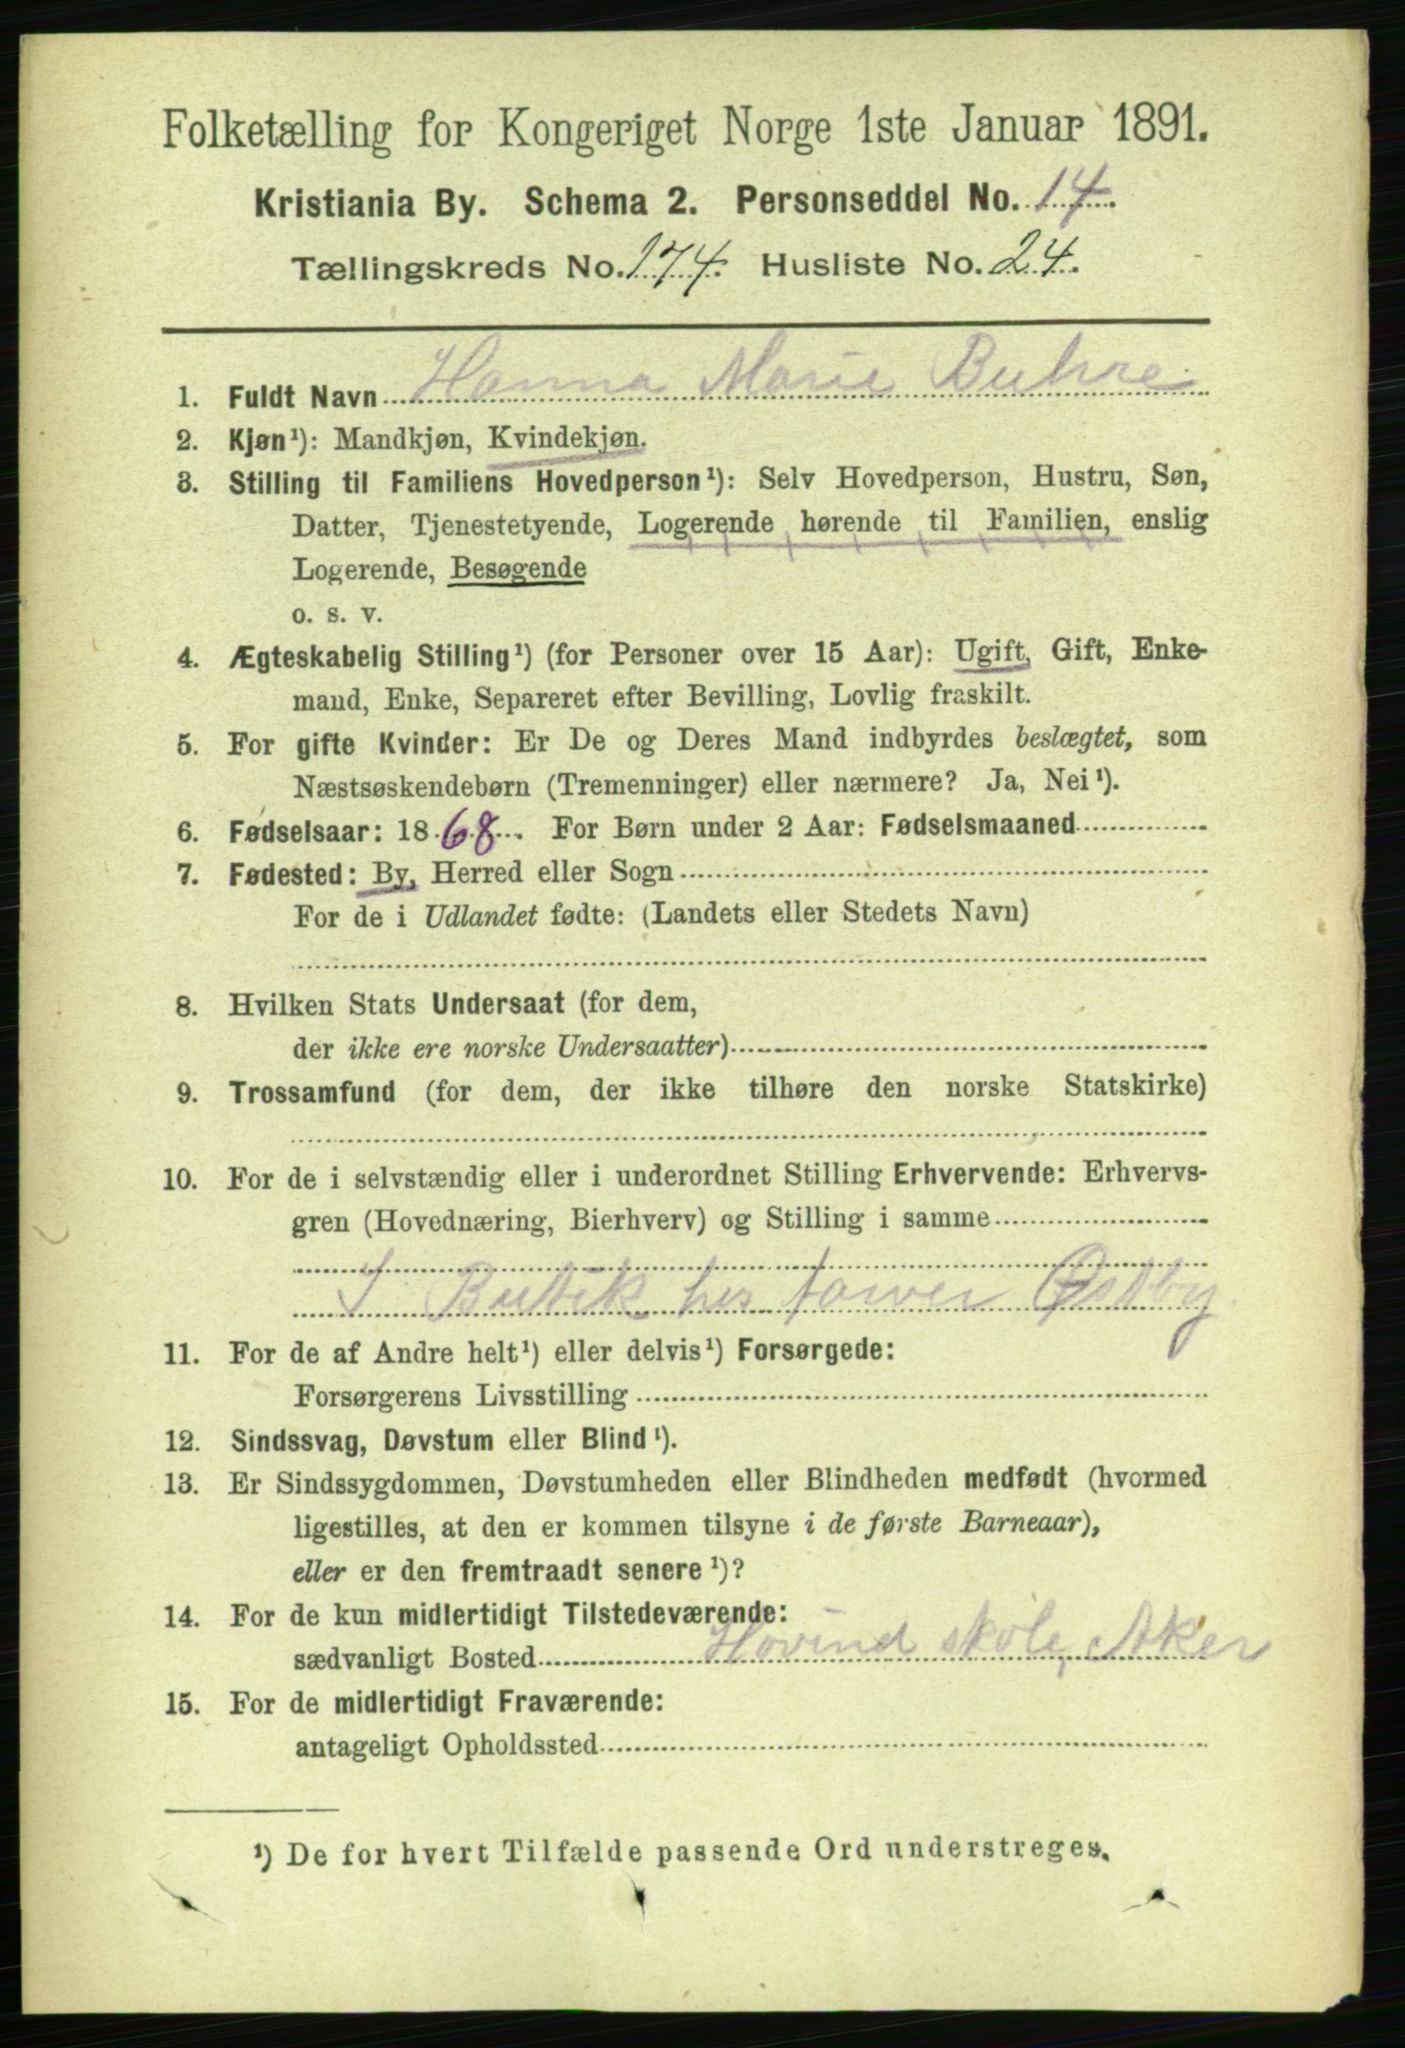 Folketælling for Kongeriget Norge 1ste Januar 1891.
Kristiania By. Schema 2. Personseddel No. 14.
Tællingskreds No. 174. Husliste No. 24.
1. Fuldt Navn Hanna Marie Buhre
2. Kjøn¹): Mandkjøn, Kvindekjøn.
3. Stilling til Familiens Hovedperson¹): Selv Hovedperson, Hustru, Søn,
Datter, Tjenestetyende, Logerende hørende til Familien, enslig
Logerende, Besøgende
o. s. v.
4. Ægteskabelig Stilling¹) (for Personer over 15 Aar): Ugift, Gift, Enke-
mand, Enke, Separeret efter Bevilling, Lovlig fraskilt.
5. For gifte Kvinder: Er De og Deres Mand indbyrdes beslægtet, som
Næstsøskendebørn (Tremenninger) eller nærmere? Ja, Nei¹).
6. Fødselsaar: 1868. For Børn under 2 Aar: Fødselsmaaned
7. Fødested: By, Herred eller Sogn
For de i Udlandet fødte: (Landets eller Stedets Navn)
8. Hvilken Stats Undersaat (for dem,
der ikke ere norske Undersaatter)
9. Trossamfund (for dem, der ikke tilhøre den norske Statskirke)
10. For de i selvstændig eller i underordnet Stilling Erhvervende: Erhvervs-
gren (Hovednæring, Bierhverv) og Stilling i samme
I Butik hos farver Østby
11. For de af Andre helt¹) eller delvis¹) Forsørgede:
Forsørgerens Livsstilling
12. Sindssvag, Døvstum eller Blind¹).
13. Er Sindssygdommen, Døvstumheden eller Blindheden medfødt (hvormed
ligestilles, at den er kommen tilsyne i de første Barneaar),
eller er den fremtraadt senere¹)?
14. For de kun midlertidigt Tilstedeværende:
sædvanligt Bosted Hovind skole, Aker
15. For de midlertidigt Fraværende:
antageligt Opholdssted
¹) De for hvert Tilfælde passende Ord understreges.